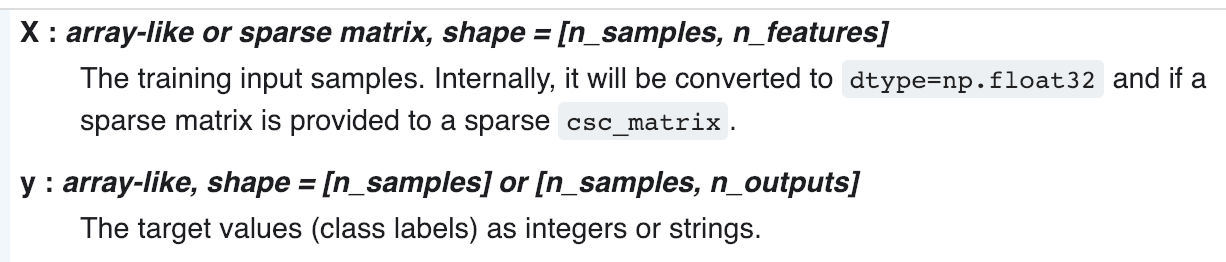 X : array-like or sparse matrix, shape = [n_samples, n_features]
The training input samples. Internally, it will be converted to dtype=np.float32 and if a
sparse matrix is provided to a sparse csc_matrix .
y : array-like, shape = [n_samples] or [n_samples, n_outputs]
The target values (class labels) as integers or strings.